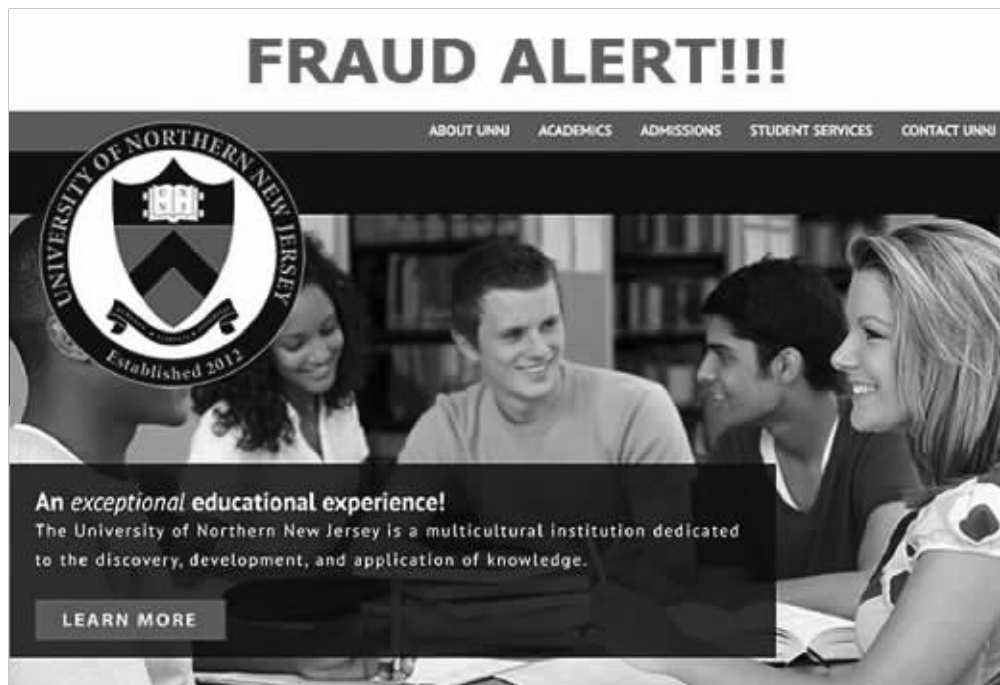 FRAUD ALERT!!!
ABOUT UNNJ ACADEMICS ADMISSIONS STUDENT SERVICES CONTACT UNNJ
UNIVERSITY OF NORTHERN NEW JERSEY
U N
N J
Established 2012
An exceptional educational experience!
The University of Northern New Jersey is a multicultural institution dedicated
to the discovery, development, and application of knowledge.
LEARN MORE